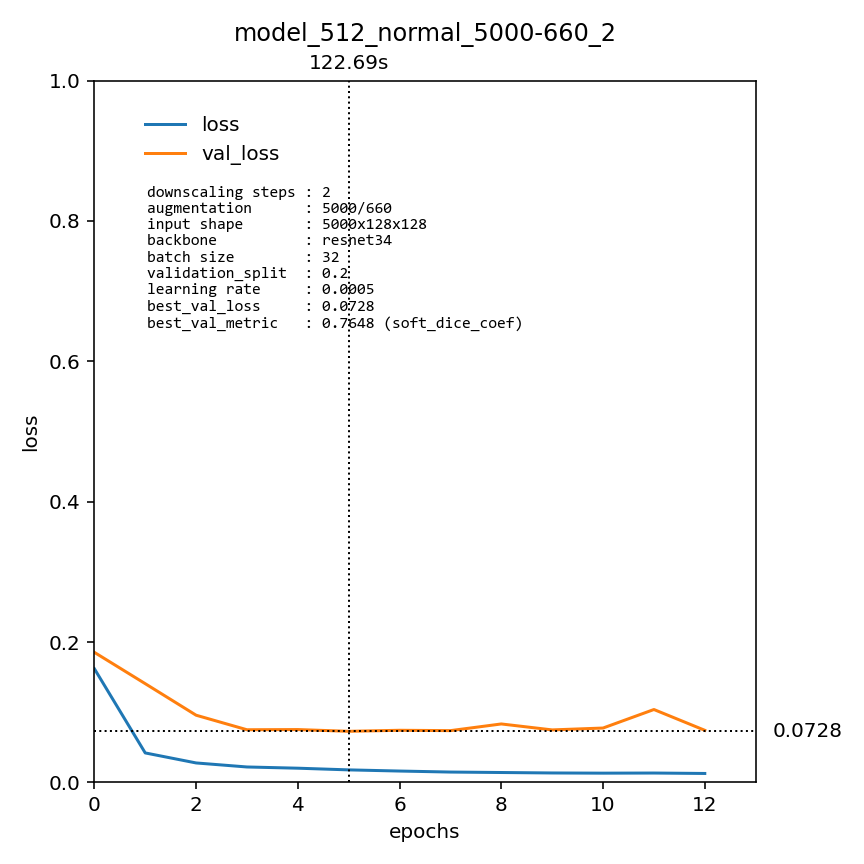 model_512_normal_5000-660_2
122.69s
1.0
loss
val_loss
downscaling steps : 2
augmentation : 5000/660
input shape : 5000x128x128
backbone : resnet34
batch size : 32
validation_split : 0.2
learning rate : 0.0005
best_val_loss : 0.0728
best_val_metric : 0.7648 (soft_dice_coef)
0.8
0.6
loss
0.4
0.2
0.0728
0.0
0 2 4 6 8 10 12
epochs